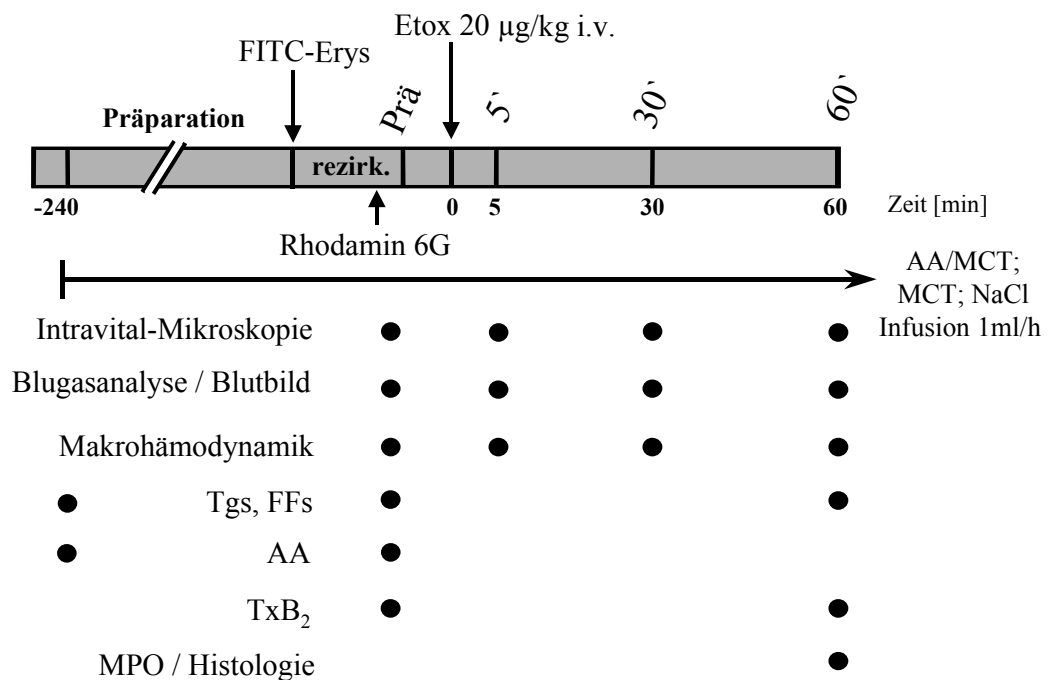 Etox 20 µg/kg i.v.
FITC-Erys
Prä
5`
30`
60`
Präparation
rezirk.
-240
0
5
30
60
Zeit [min]
Rhodamin 6G
AA/MCT;
MCT; NaCl
Infusion 1ml/h
Intravital-Mikroskopie
Blugasanalyse / Blutbild
Makrohämodynamik
Tgs, FFs
AA
TxB₂
MPO / Histologie